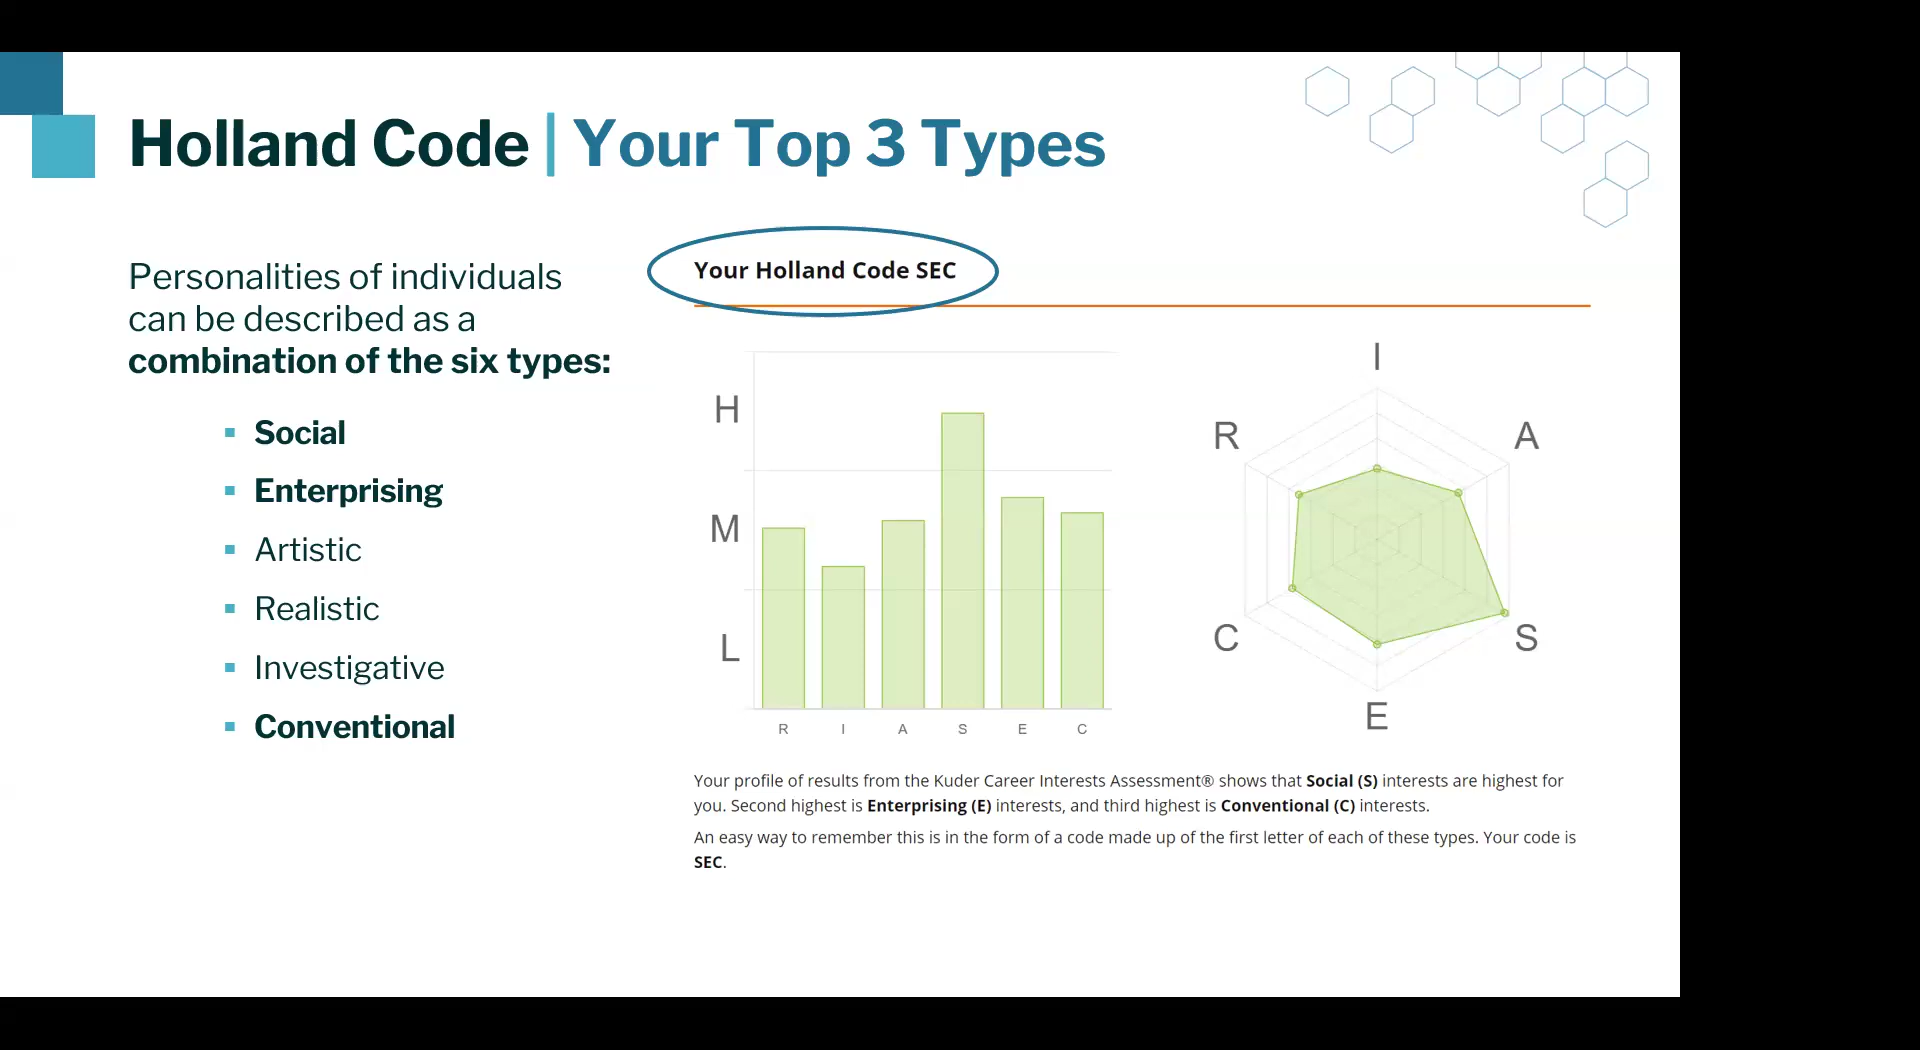 Holland Code | Your Top 3 Types
Personalities of individuals
can be described as a
combination of the six types:
▪ Social
▪ Enterprising
▪ Artistic
▪ Realistic
▪ Investigative
▪ Conventional
Your Holland Code SEC
H
M
L
R I A S E C
I
R A
C S
E
Your profile of results from the Kuder Career Interests Assessment® shows that Social (S) interests are highest for
you. Second highest is Enterprising (E) interests, and third highest is Conventional (C) interests.
An easy way to remember this is in the form of a code made up of the first letter of each of these types. Your code is
SEC.